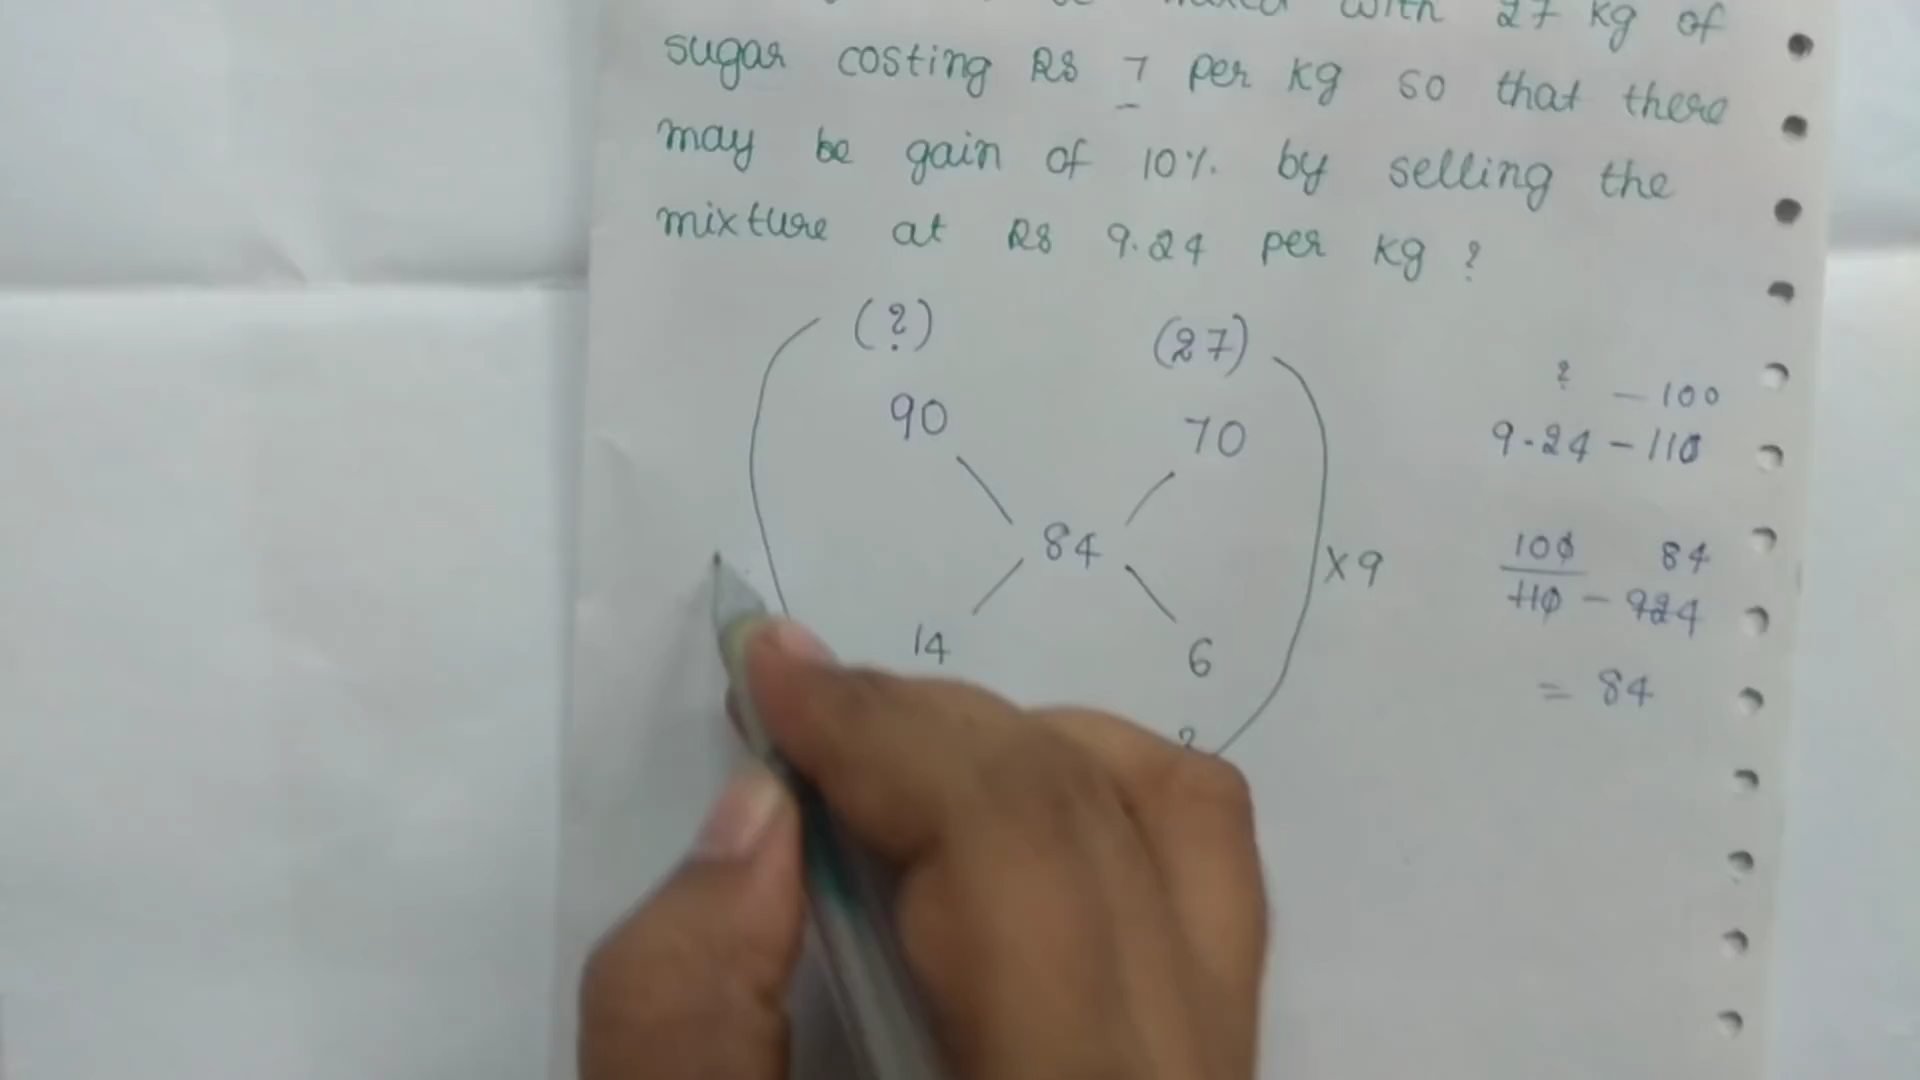 with 27 kg of
sugar costing Rs 7 per kg so that there
may be gain of 10%. by selling the
mixture at Rs 9.24 per kg ?
(?) (27)
90 70
84
14 6
×9
? — 100
9.24 — 110
100 84
110 — 924
= 84